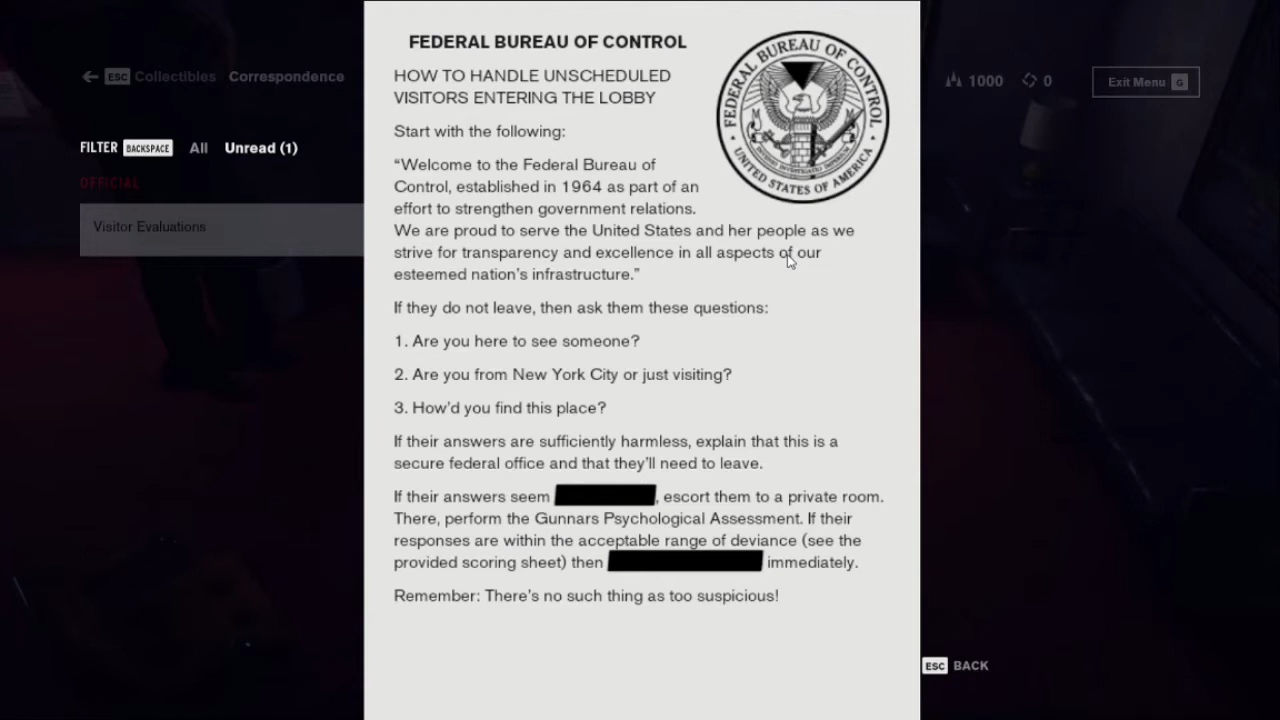 FEDERAL BUREAU OF CONTROL
HOW TO HANDLE UNSCHEDULED
VISITORS ENTERING THE LOBBY
Start with the following:
“Welcome to the Federal Bureau of
Control, established in 1964 as part of an
effort to strengthen government relations.
We are proud to serve the United States and her people as we
strive for transparency and excellence in all aspects of our
esteemed nation’s infrastructure.”
If they do not leave, then ask them these questions:
1. Are you here to see someone?
2. Are you from New York City or just visiting?
3. How’d you find this place?
If their answers are sufficiently harmless, explain that this is a
secure federal office and that they’ll need to leave.
If their answers seem , escort them to a private room.
There, perform the Gunnars Psychological Assessment. If their
responses are within the acceptable range of deviance (see the
provided scoring sheet) then immediately.
Remember: There’s no such thing as too suspicious!
FEDERAL BUREAU OF CONTROL
UNITED STATES OF AMERICA
ESC Collectibles Correspondence
1000 0
Exit Menu G
FILTER BACKSPACE All Unread (1)
OFFICIAL
Visitor Evaluations
ESC BACK